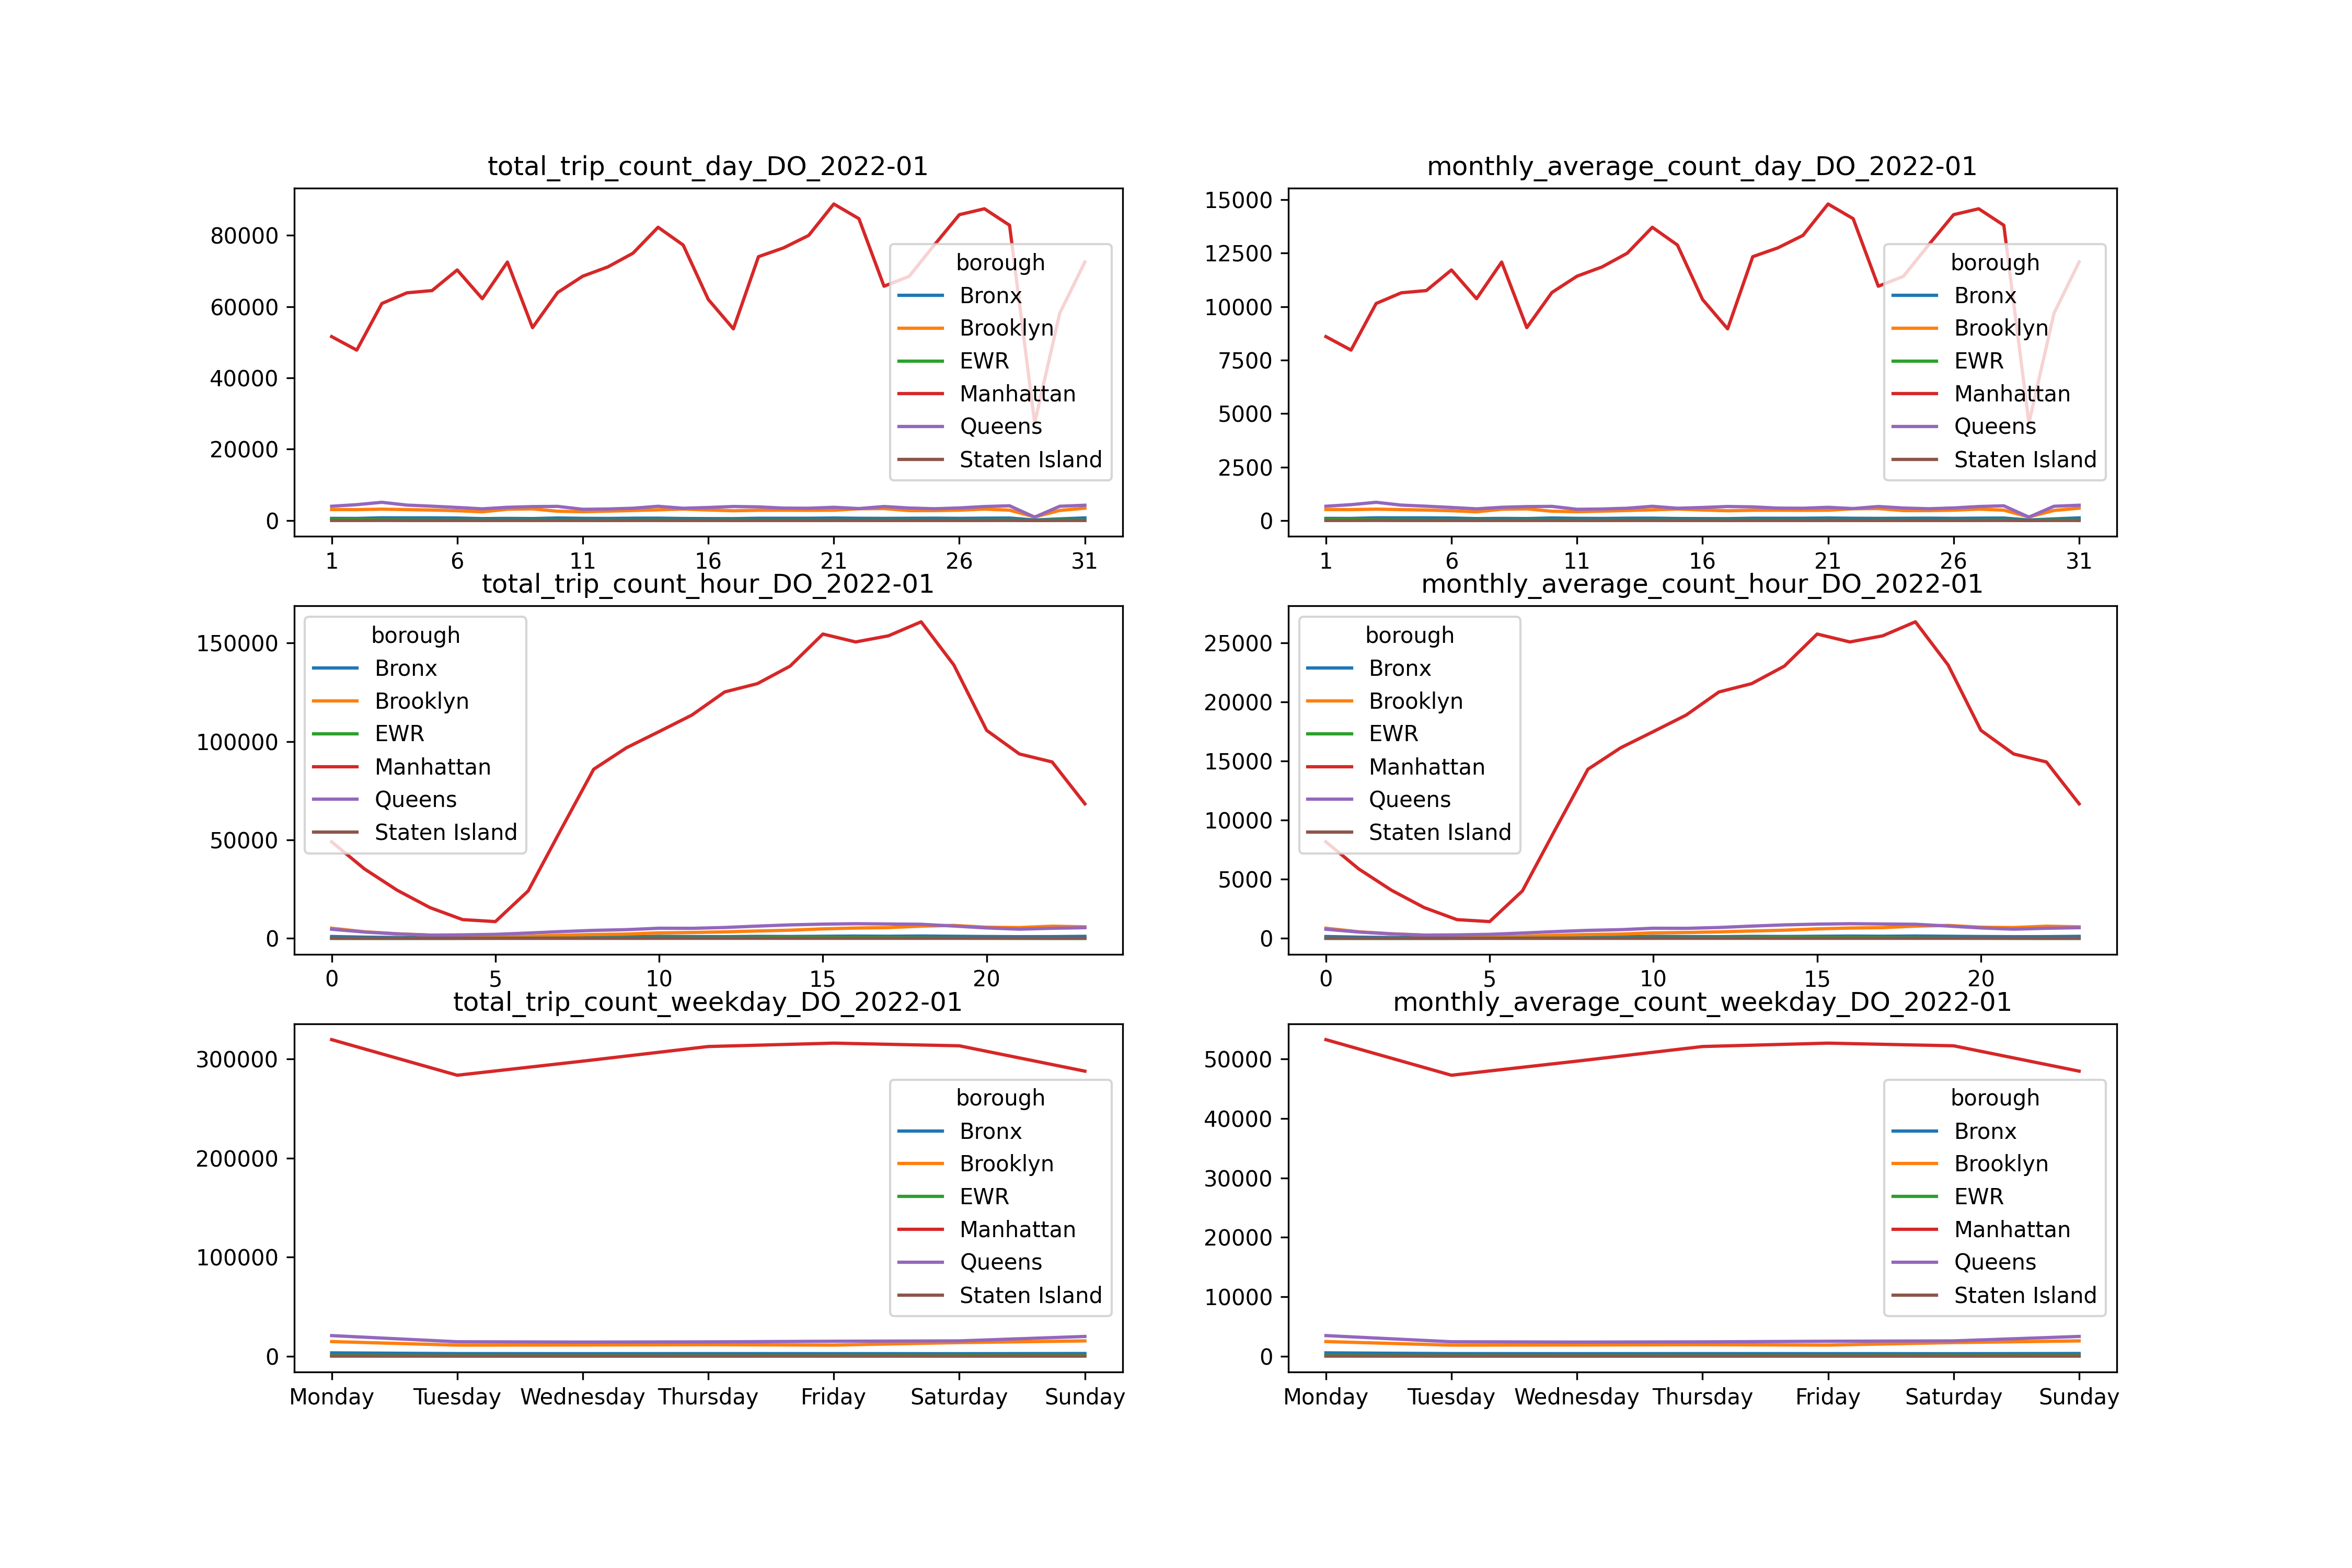 total_trip_count_day_DO_2022-01
80000
60000
40000
20000
0
1 6 11 16 21 26 31
borough
Bronx
Brooklyn
EWR
Manhattan
Queens
Staten Island
monthly_average_count_day_DO_2022-01
15000
12500
10000
7500
5000
2500
0
1 6 11 16 21 26 31
borough
Bronx
Brooklyn
EWR
Manhattan
Queens
Staten Island
total_trip_count_hour_DO_2022-01
150000
100000
50000
0
0 5 10 15 20
borough
Bronx
Brooklyn
EWR
Manhattan
Queens
Staten Island
monthly_average_count_hour_DO_2022-01
25000
20000
15000
10000
5000
0
0 5 10 15 20
borough
Bronx
Brooklyn
EWR
Manhattan
Queens
Staten Island
total_trip_count_weekday_DO_2022-01
300000
200000
100000
0
Monday Tuesday Wednesday Thursday Friday Saturday Sunday
borough
Bronx
Brooklyn
EWR
Manhattan
Queens
Staten Island
monthly_average_count_weekday_DO_2022-01
50000
40000
30000
20000
10000
0
Monday Tuesday Wednesday Thursday Friday Saturday Sunday
borough
Bronx
Brooklyn
EWR
Manhattan
Queens
Staten Island